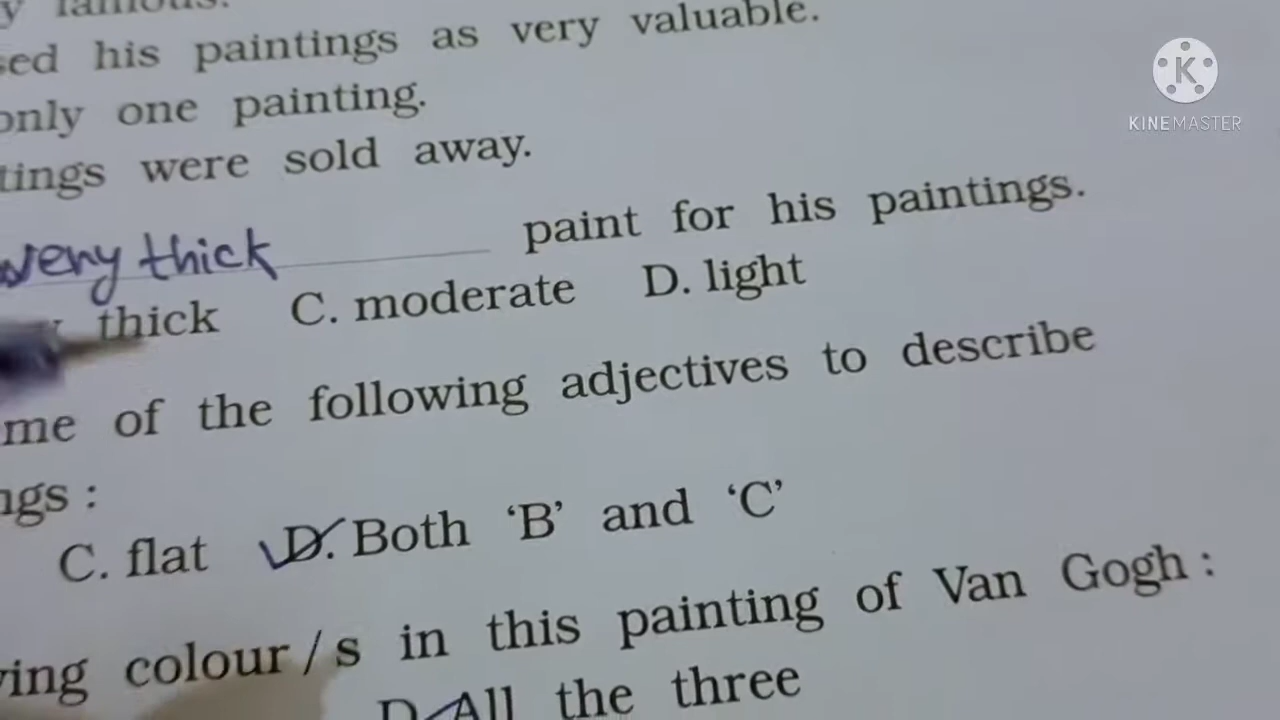 famous.
his paintings as very valuable.
only one painting.
were sold away.
very thick paint for his paintings.
thick C. moderate D. light
me of the following adjectives to describe
ngs :
C. flat D. Both ‘B’ and ‘C’
ing colour/s in this painting of Van Gogh :
D. All the three
K
KINEMASTER